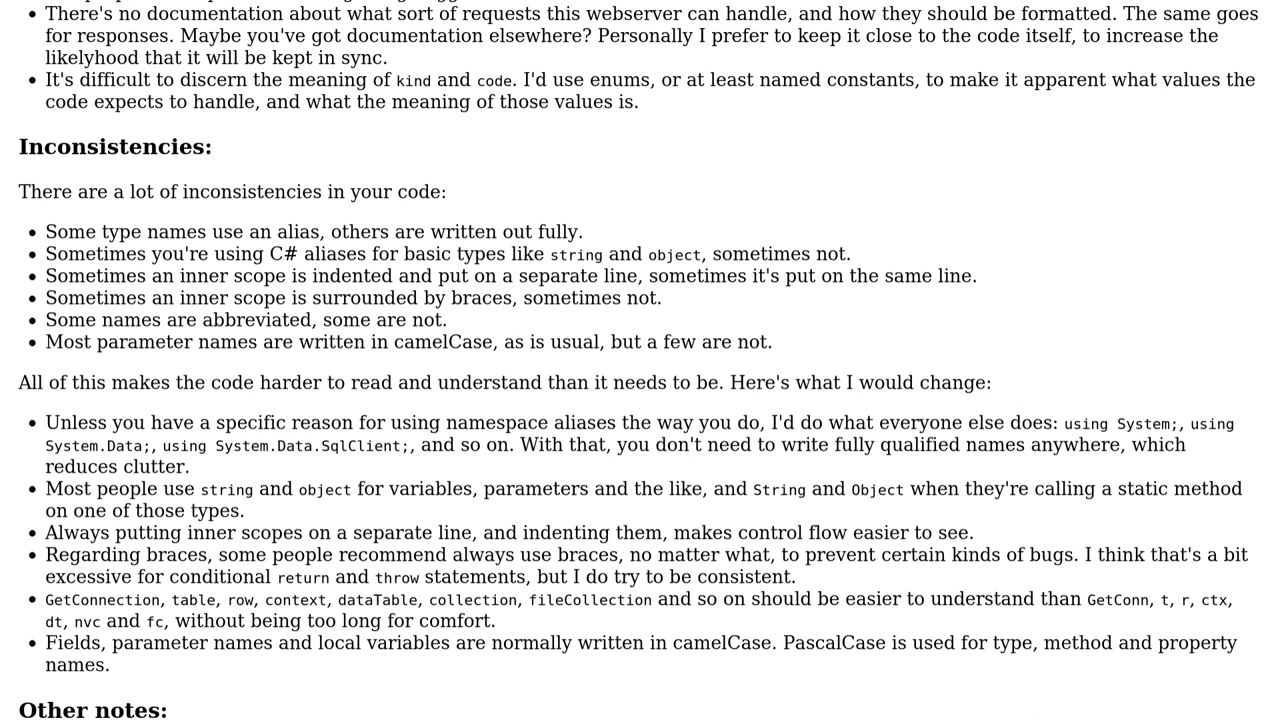 There's no documentation about what sort of requests this webserver can handle, and how they should be formatted. The same goes
for responses. Maybe you've got documentation elsewhere? Personally I prefer to keep it close to the code itself, to increase the
likelyhood that it will be kept in sync.
It's difficult to discern the meaning of kind and code. I'd use enums, or at least named constants, to make it apparent what values the
code expects to handle, and what the meaning of those values is.
Inconsistencies:
There are a lot of inconsistencies in your code:
Some type names use an alias, others are written out fully.
Sometimes you're using C# aliases for basic types like string and object, sometimes not.
Sometimes an inner scope is indented and put on a separate line, sometimes it's put on the same line.
Sometimes an inner scope is surrounded by braces, sometimes not.
Some names are abbreviated, some are not.
Most parameter names are written in camelCase, as is usual, but a few are not.
All of this makes the code harder to read and understand than it needs to be. Here's what I would change:
Unless you have a specific reason for using namespace aliases the way you do, I'd do what everyone else does: using System;, using
System.Data;, using System.Data.SqlClient;, and so on. With that, you don't need to write fully qualified names anywhere, which
reduces clutter.
Most people use string and object for variables, parameters and the like, and String and Object when they're calling a static method
on one of those types.
Always putting inner scopes on a separate line, and indenting them, makes control flow easier to see.
Regarding braces, some people recommend always use braces, no matter what, to prevent certain kinds of bugs. I think that's a bit
excessive for conditional return and throw statements, but I do try to be consistent.
GetConnection, table, row, context, dataTable, collection, fileCollection and so on should be easier to understand than GetConn, t, r, ctx,
dt, nvc and fc, without being too long for comfort.
Fields, parameter names and local variables are normally written in camelCase. PascalCase is used for type, method and property
names.
Other notes: